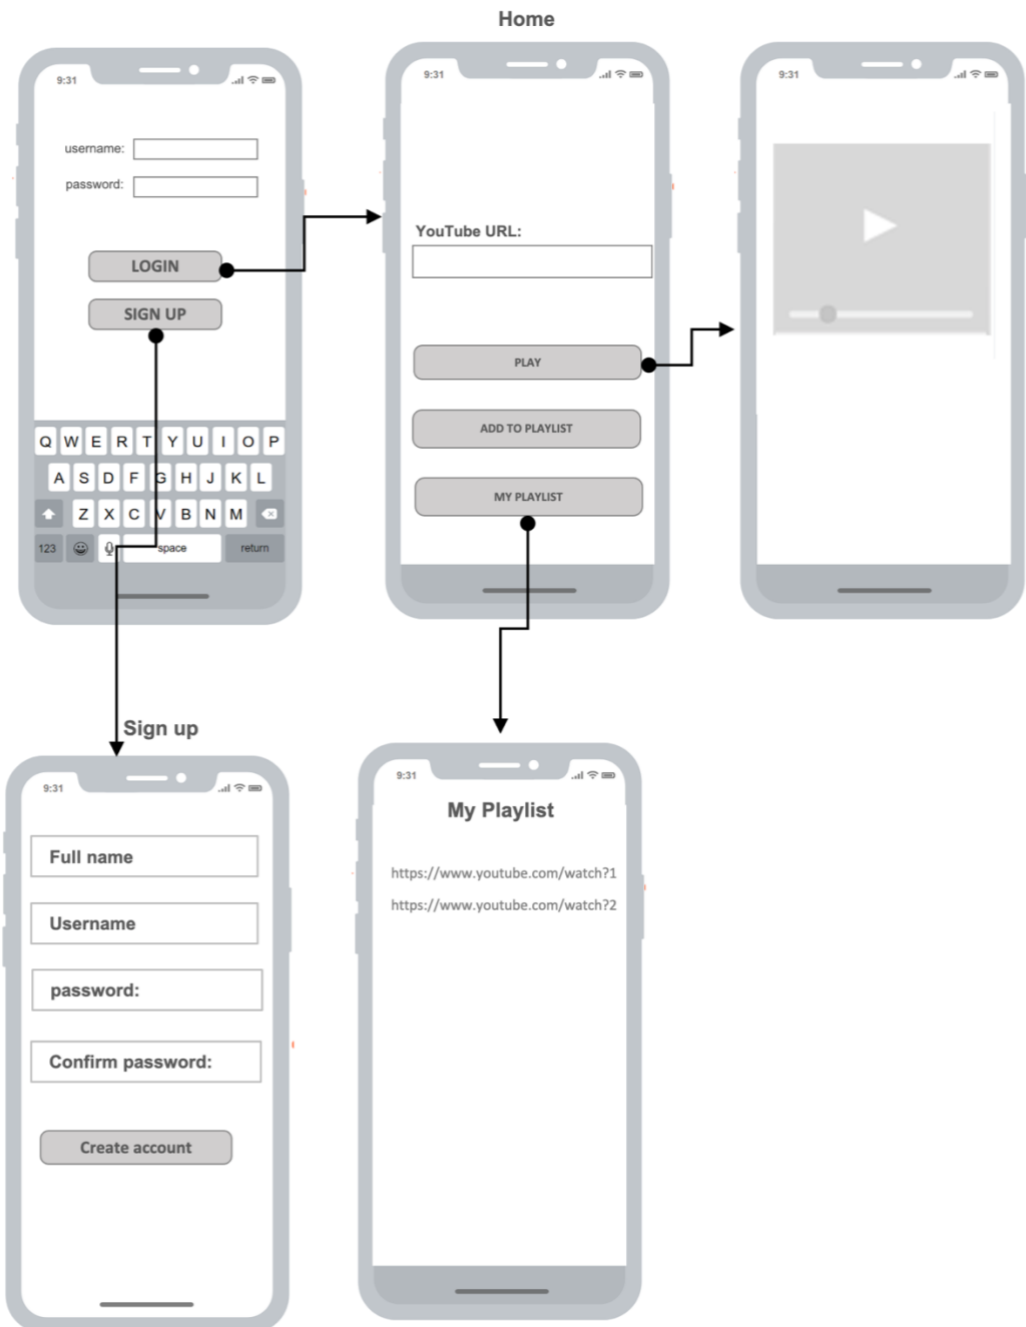 Home
9:31
username:
password:
LOGIN
SIGN UP
Q W E R T Y U I O P
A S D F G H J K L
Z X C V B N M
123 space return
9:31
YouTube URL:
PLAY
ADD TO PLAYLIST
MY PLAYLIST
9:31
Sign up
9:31
Full name
Username
password:
Confirm password:
Create account
9:31
My Playlist
https://www.youtube.com/watch?1
https://www.youtube.com/watch?2